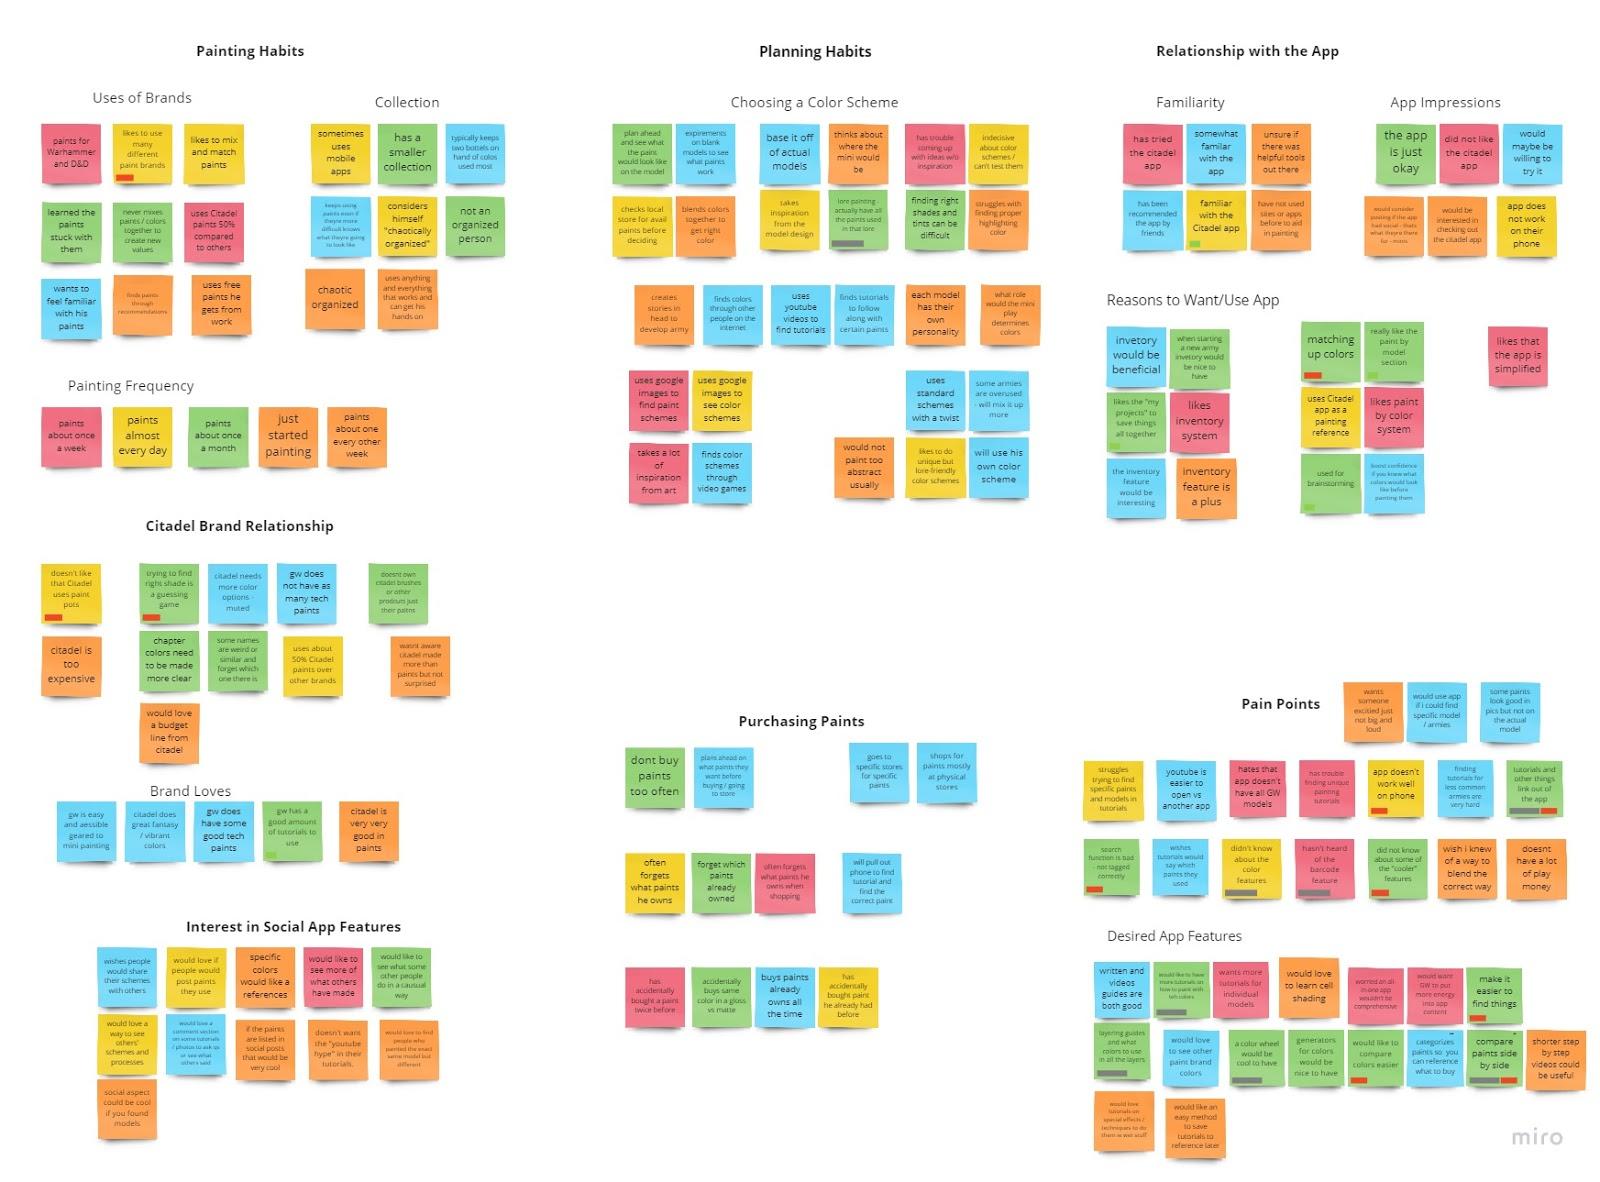 Painting Habits
Uses of Brands
paints for
Warhammer
and D&D
likes to use
many
different
paint brands
likes to mix
and match
paints
learned the
paints
stuck with
them
never mixes
paints / colors
together to
create new
values
uses Citadel
paints 50%
compared
to others
wants to
feel familiar
with his
paints
finds paints
through
recommendations
uses free
paints he
gets from
work
Collection
sometimes
uses
mobile
apps
has a
smaller
collection
typically keeps
two bottels on
hand of colos
used most
keeps using
paints even if
theyre more
difficult knows
what theyre going
to look like
considers
himself
"chaotically
organized"
not an
organized
person
chaotic
organized
uses anything
and everything
that works and
can get his
hands on
Painting Frequency
paints
about once
a week
paints
almost
every day
paints
about once
a month
just
started
painting
paints
about one
every other
week
Citadel Brand Relationship
doesn't like
that Citadel
uses paint
pots
trying to find
right shade is
a guessing
game
citadel needs
more color
options -
muted
gw does
not have as
many tech
paints
doesnt own
citadel brushes
or other
just
their paints
citadel is
too
expensive
chapter
colors need
to be made
more clear
some names
are weird or
similar and
forget which
one there is
uses about
50% Citadel
paints over
other brands
wasnt aware
citadel made
more than
paints but not
surprised
would love
a budget
line from
citadel
Brand Loves
gw is easy
and
geared to
mini painting
citadel does
great fantasy
/ vibrant
colors
gw does
have some
good tech
paints
gw has a
good amount
of tutorials to
use
citadel is
very very
good in
paints
Interest in Social App Features
wishes people
would share
their schemes
with others
would love if
people would
post paints
they use
specific
colors
would like a
references
would like to
see more of
what others
have made
would like to
see what some
other people
do in a causual
way
would love a
way to see
others'
schemes and
processes
would love a
comment section
on some tutorials
/ photos to ask qs
or see what
others said
if the paints
are listed in
social posts
that would be
very cool
doesn't want
the "youtube
hype" in their
tutorials.
would love to find
people who
painted the exact
same model but
different
social aspect
could be cool
if you found
models
Planning Habits
Choosing a Color Scheme
plan ahead
and see what
the paint
would look like
on the model
expirements
on blank
models to see
what paints
work
base it off
of actual
models
thinks about
where the
mini would
be
has trouble
coming up
with ideas w/o
inspiration
indecisive
about color
schemes /
can't test them
checks local
store for avail
paints before
deciding
blends colors
together to
get right
color
takes
inspiration
from the
model design
lore painting -
actually have all
the paints used
in that lore
finding right
shades and
tints can be
difficult
struggles with
finding proper
highlighting
color
creates
stories in
head to
develop army
finds colors
through other
people on the
internet
uses
youtube
videos to
find tutorials
finds tutorials
to follow
along with
certain paints
each model
has their
own
personality
what role
would the mini
play
determines
colors
uses google
images to
find paint
schemes
uses google
images to
see color
schemes
uses
standard
schemes
with a twist
some armies
are overused
- will mix it up
more
takes a lot
of
inspiration
from art
finds color
schemes
through
video games
would not
paint too
abstract
usually
likes to do
unique but
lore-friendly
color schemes
will use his
own color
scheme
Purchasing Paints
dont buy
paints
too often
plans ahead on
what paints they
want before
buying / going
to store
goes to
specific stores
for specific
paints
shops for
paints mostly
at physical
stores
often
forgets
what paints
he owns
forget which
paints
already
owned
often forgets
what paints he
owns when
shopping
will pull out
phone to find
tutorial and
find the
correct paint
has
accidentally
bought a paint
twice before
accidentally
buys same
color in a gloss
vs matte
buys paints
already
owns all
the time
has
accidentally
bought paint
he already had
before
Relationship with the App
Familiarity
has tried
the citadel
app
somewhat
familar
with the
app
unsure if
there was
helpful tools
out there
has been
recommended
the app by
friends
familiar
with the
Citadel app
have not used
sites or apps
before to aid
in painting
App Impressions
the app
is just
okay
did not like
the citadel
app
would
maybe be
willing to
try it
would consider
posting if the app
had social - thats
what theyre there
for - minis
would be
interested in
checking out
the citadel app
app does
not work
on their
phone
Reasons to Want/Use App
invetory
would be
beneficial
when starting
a new army
invetory would
be nice to
have
likes the "my
projects" to
save things
all together
likes
inventory
system
the inventory
feature
would be
interesting
inventory
feature is
a plus
matching
up colors
really like the
paint by
model
section
uses Citadel
app as a
painting
reference
likes paint
by color
system
used for
brainstorming
boost confidence
if you knew what
colors would look
like before
painting them
likes that
the app is
simplified
Pain Points
wants
someone
excitied just
not big and
loud
would use app
if i could find
specific model
/ armies
some paints
look good in
pics but not on
the actual
model
struggles
trying to find
specific paints
and models in
tutorials
youtube is
easier to
open vs
another app
hates that
app doesn't
have all GW
models
has trouble
finding unique
painting
tutorials
app doesn't
work well
on phone
finding
tutorials for
less common
armies are
very hard
tutorials and
other things
link out of
the app
search
function is bad
- not tagged
correctly
wishes
tutorials would
say which
paints they
used
didn't know
about the
color
features
hasn't heard
of the
barcode
feature
did not know
about some of
the "cooler"
features
wish i knew
of a way to
blend the
correct way
doesnt
have a lot
of play
money
Desired App Features
written and
videos
guides are
both good
would like to have
more tutorials on
how to paint with
teh colors
wants more
tutorials for
individual
models
would love
to learn cell
shading
worried an all-
in-one app
wouldn't be
comprehensive
would want
GW to put
more energy
into app
content
make it
easier to
find things
layering guides
and what
colors to use
in all the layers
would love
to see other
paint brand
colors
a color wheel
would be
cool to have
generators
for colors
would be
nice to have
would like to
compare
colors easier
categorizes
paints so you
can reference
what to buy
compare
paints side
by side
shorter step
by step
videos could
be useful
would love
tutorials on
special effects /
techniques to do
them w wet stuff
would like an
easy method
to save
tutorials to
reference later
miro